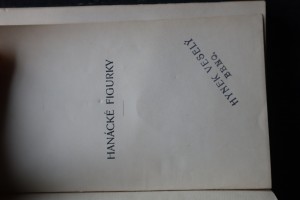 HANÁCKÉ FIGURKY
HYNEK VESELÝ
BRNO,